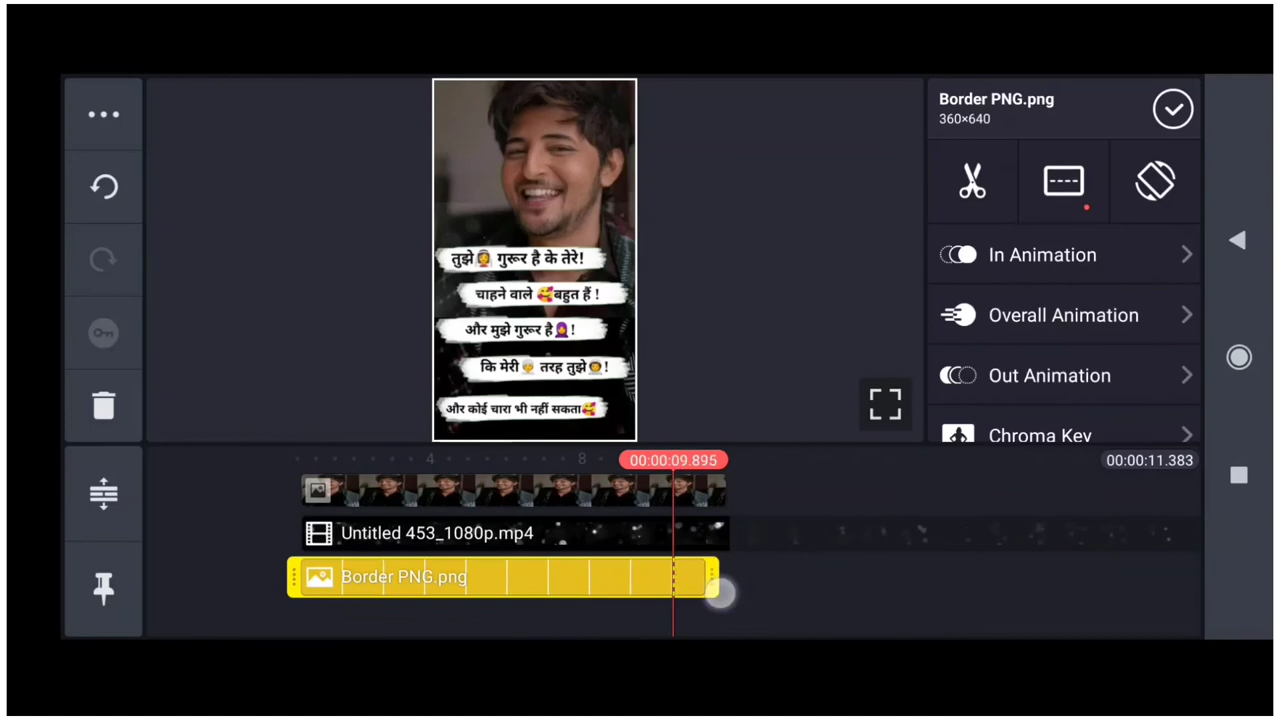 Border PNG.png
360×640
तुझे👰 गुरूर है के तेरे!
चाहने वाले 🥰बहुत हैं !
और मुझे गुरूर है🧕!
कि मेरी👳 तरह तुझे👩‍🚀!
और कोई चारा भी नहीं सकता🥰
In Animation
Overall Animation
Out Animation
Chroma Key
4
8
00:00:09.895
00:00:11.383
Untitled 453_1080p.mp4
Border PNG.png